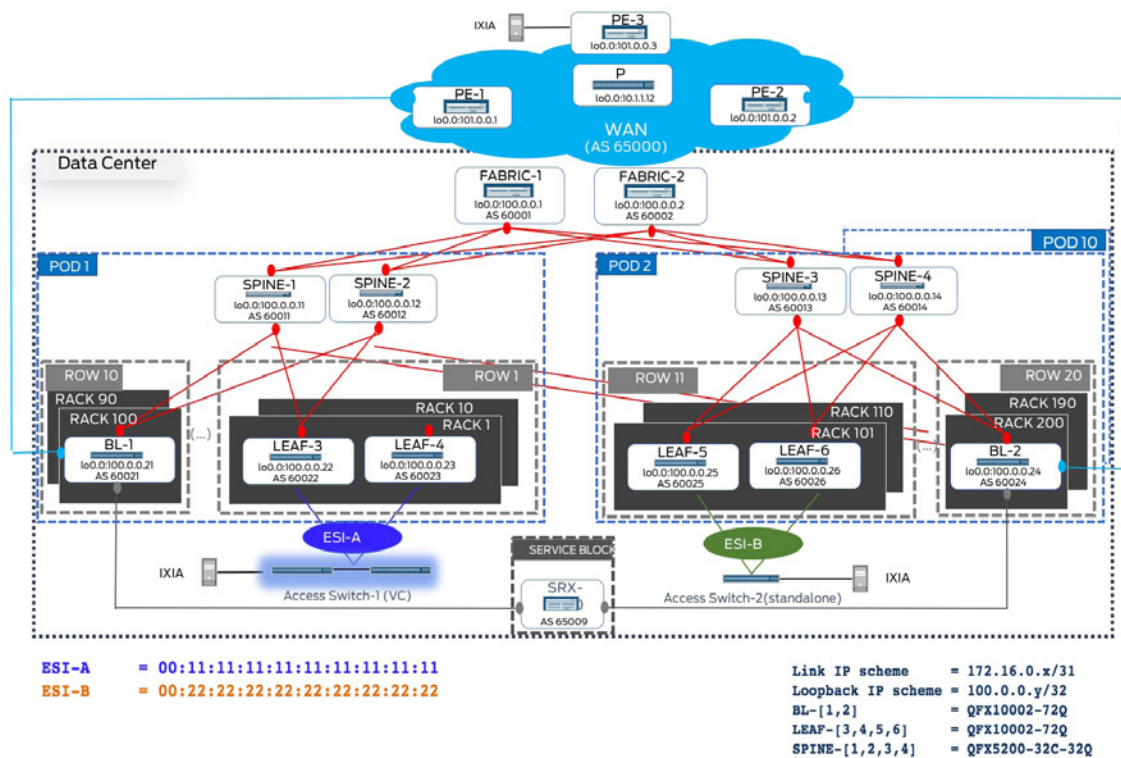 IXIA
PE-3
lo0.0:101.0.0.3
P
lo0.0:10.1.1.12
PE-1
lo0.0:101.0.0.1
PE-2
lo0.0:101.0.0.2
WAN
(AS 65000)
Data Center
FABRIC-1
lo0.0:100.0.0.1
AS 60001
FABRIC-2
lo0.0:100.0.0.2
AS 60002
POD 10
POD 1
POD 2
SPINE-1
lo0.0:100.0.0.11
AS 60011
SPINE-2
lo0.0:100.0.0.12
AS 60012
SPINE-3
lo0.0:100.0.0.13
AS 60013
SPINE-4
lo0.0:100.0.0.14
AS 60014
ROW 10
RACK 90
RACK 100
BL-1
lo0.0:100.0.0.21
AS 60021
(...)
ROW 1
RACK 10
RACK 1
LEAF-3
lo0.0:100.0.0.22
AS 60022
LEAF-4
lo0.0:100.0.0.23
AS 60023
ROW 11
RACK 110
RACK 101
LEAF-5
lo0.0:100.0.0.25
AS 60025
LEAF-6
lo0.0:100.0.0.26
AS 60026
(...)
ROW 20
RACK 190
RACK 200
BL-2
lo0.0:100.0.0.24
AS 60024
ESI-A
ESI-B
IXIA
Access Switch-1 (VC)
SERVICE BLOCK
SRX-
AS 65009
Access Switch-2(standalone)
IXIA
ESI-A = 00:11:11:11:11:11:11:11:11:11
ESI-B = 00:22:22:22:22:22:22:22:22:22
Link IP scheme = 172.16.0.x/31
Loopback IP scheme = 100.0.0.y/32
BL-[1,2] = QFX10002-72Q
LEAF-[3,4,5,6] = QFX10002-72Q
SPINE-[1,2,3,4] = QFX5200-32C-32Q